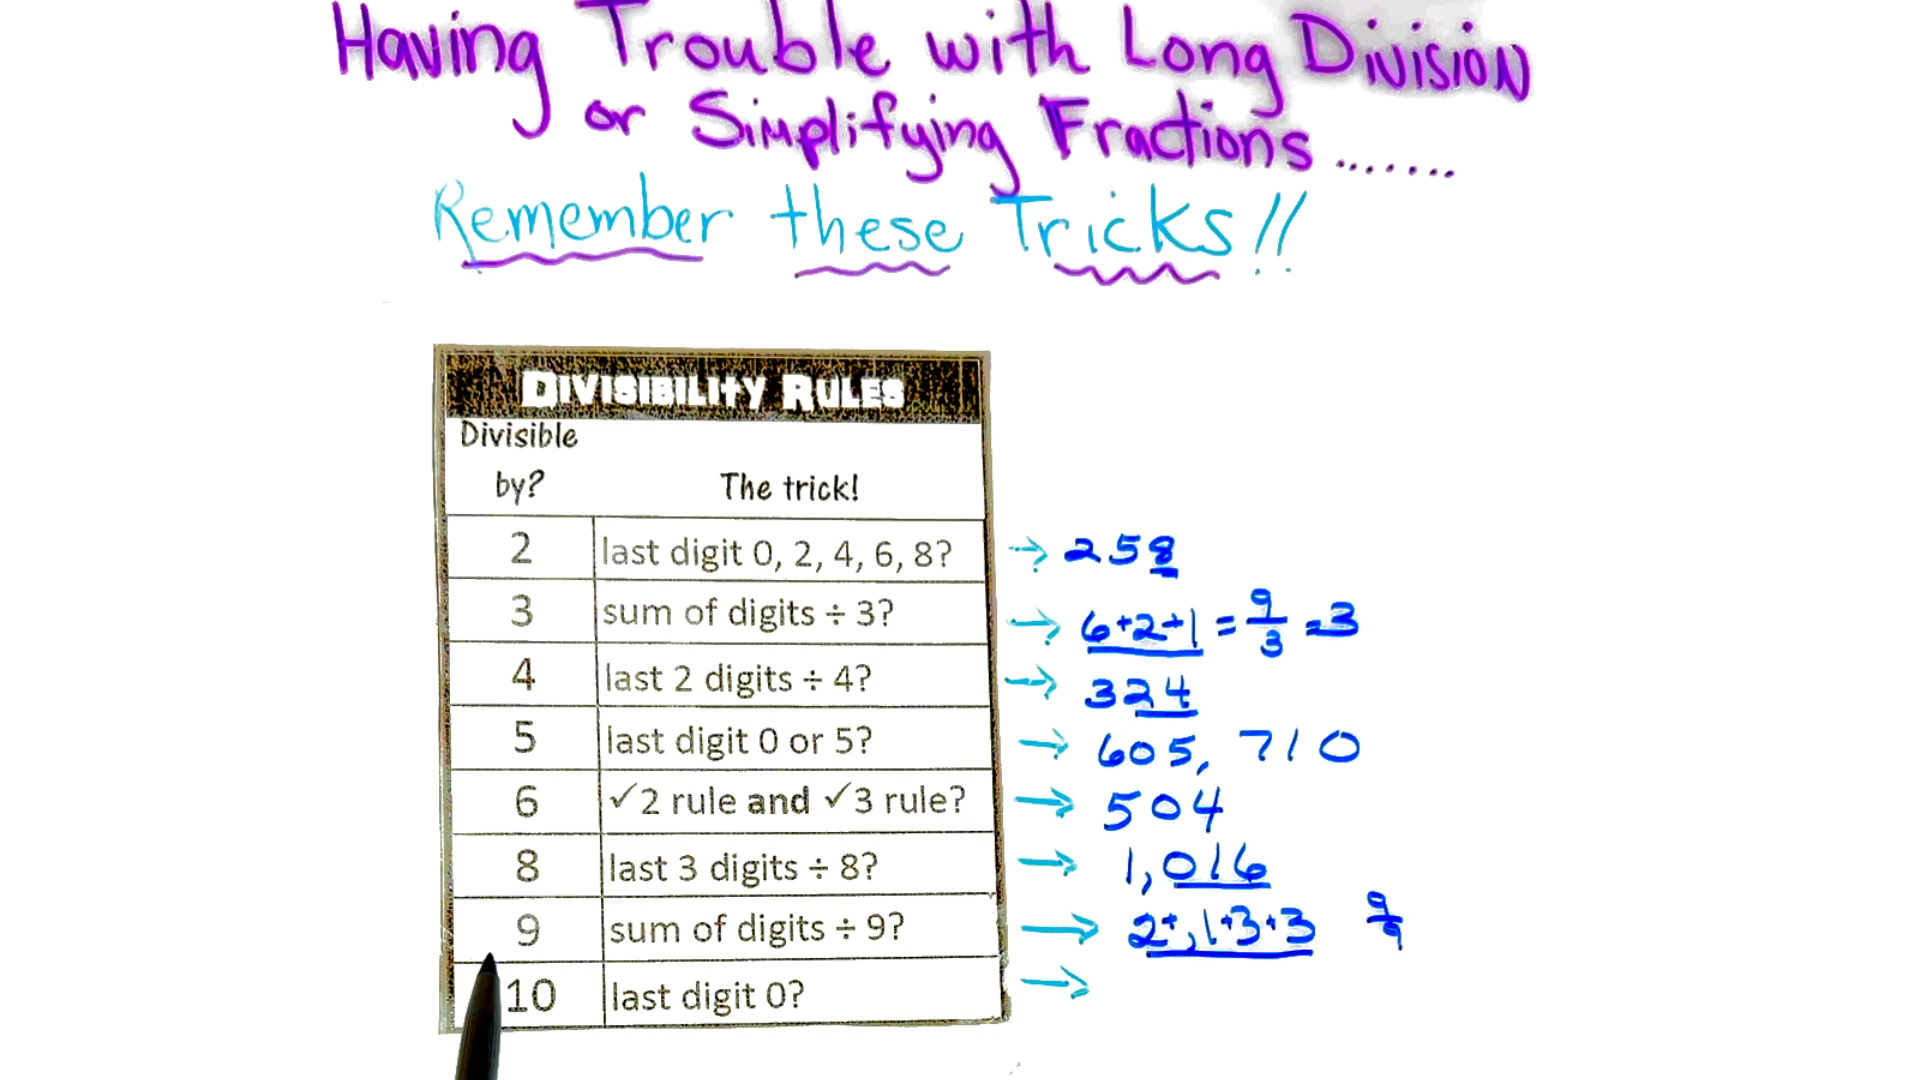 Having Trouble with Long Division
or Simplifying Fractions.......
Remember these Tricks!!
DIVISIBILITY RULES
Divisible
by? The trick!
2 last digit 0, 2, 4, 6, 8? → 258
3 sum of digits ÷ 3? → 6+2+1 = 9/3 = 3
4 last 2 digits ÷ 4? → 324
5 last digit 0 or 5? → 605, 710
6 ✓2 rule and ✓3 rule? → 504
8 last 3 digits ÷ 8? → 1,016
9 sum of digits ÷ 9? → 2+,1+3+3 9/9
10 last digit 0? →